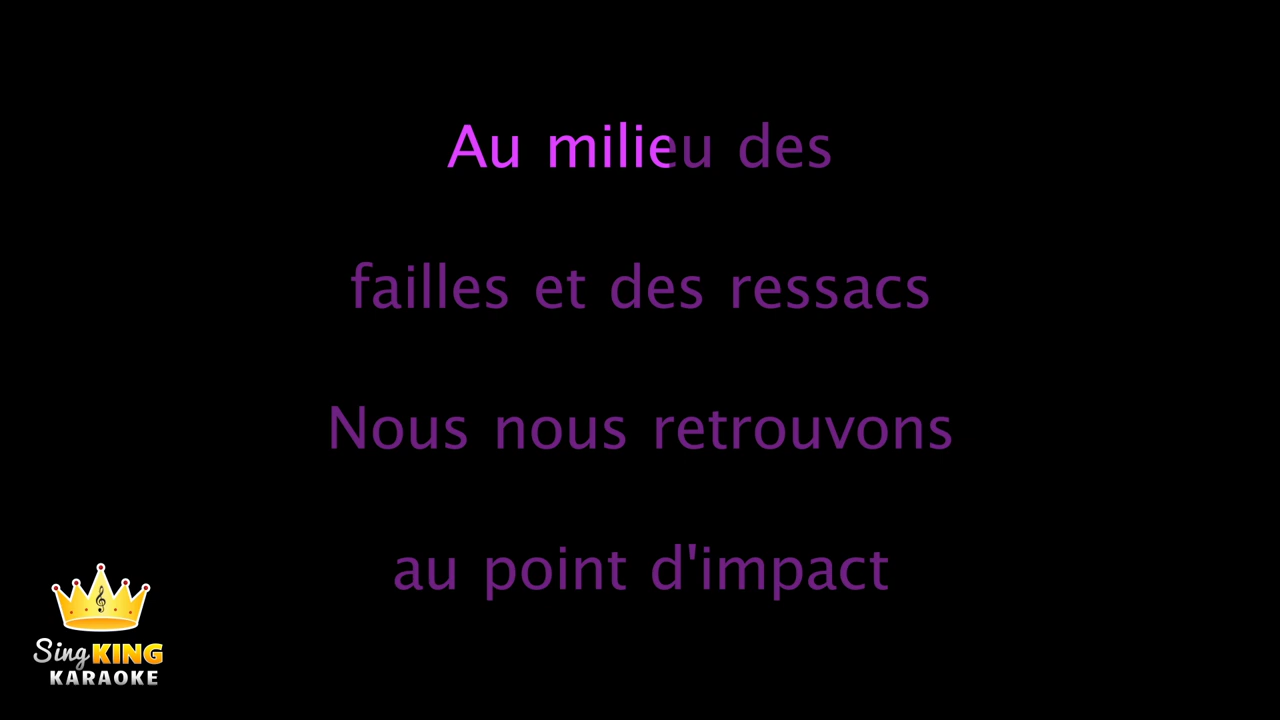 Au milieu des
failles et des ressacs
Nous nous retrouvons
au point d'impact
Sing KING
KARAOKE